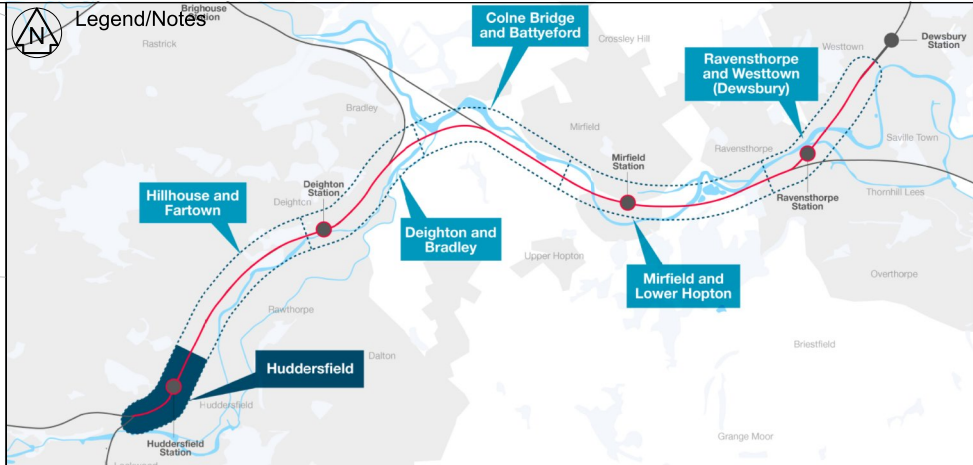 N
Legend/Notes
Brighouse
Station
Rastrick
Colne Bridge
and Battyeford
Crossley Hill
Westtown
Dewsbury
Station
Ravensthorpe
and Westtown
(Dewsbury)
Bradley
Mirfield
Ravensthorpe
Saville Town
Mirfield
Station
Hillhouse and
Fartown
Deighton
Station
Deighton
Ravensthorpe
Station
Thornhill Lees
Deighton and
Bradley
Upper Hopton
Mirfield and
Lower Hopton
Overthorpe
Rawthorpe
Briestfield
Dalton
Huddersfield
Huddersfield
Huddersfield
Station
Grange Moor
Lockwood